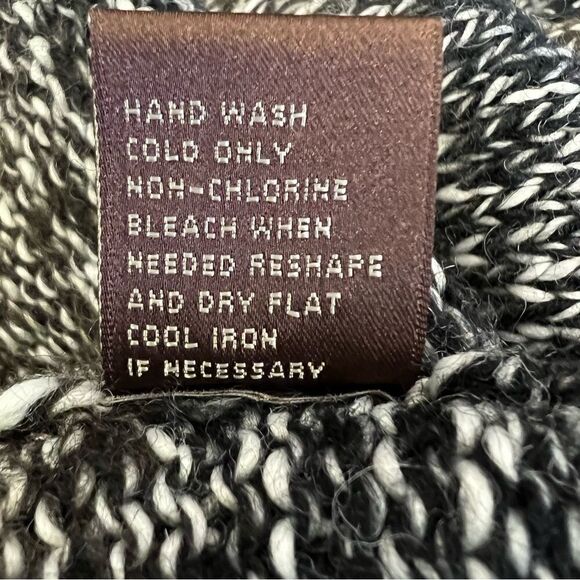 HAND WASH
COLD ONLY
NON-CHLORINE
BLEACH WHEN
NEEDED RESHAPE
AND DRY FLAT
COOL IRON
IF NECESSARY